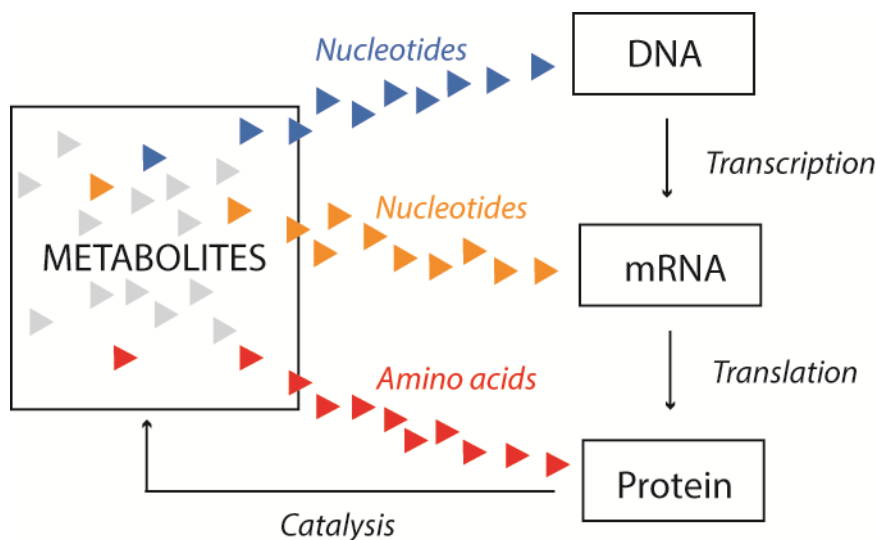 Nucleotides
DNA
Transcription
Nucleotides
METABOLITES
mRNA
Amino acids
Translation
Protein
Catalysis